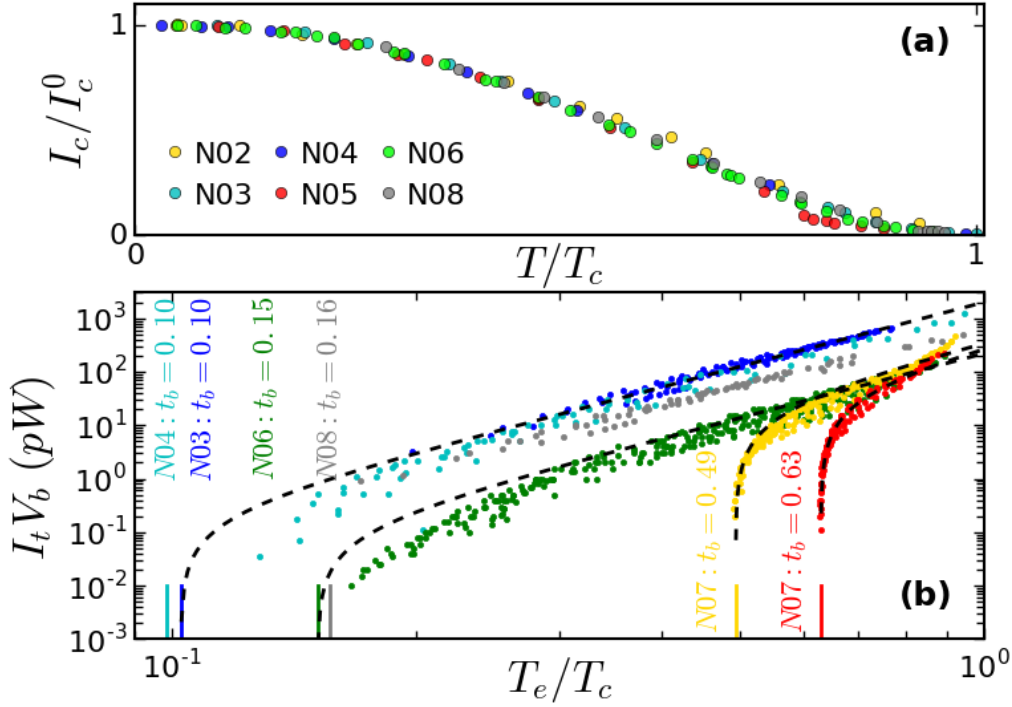 1
(a)
I_c/I_c^0
N02 N04 N06
N03 N05 N08
0
0
T/T_c
1
10^3
10^2
10^1
10^0
10^-1
10^-2
10^-3
I_tV_b (pW)
N04 : t_b = 0.10
N03 : t_b = 0.10
N06 : t_b = 0.15
N08 : t_b = 0.16
N07 : t_b = 0.49
N07 : t_b = 0.63
(b)
10^-1
T_e/T_c
10^0